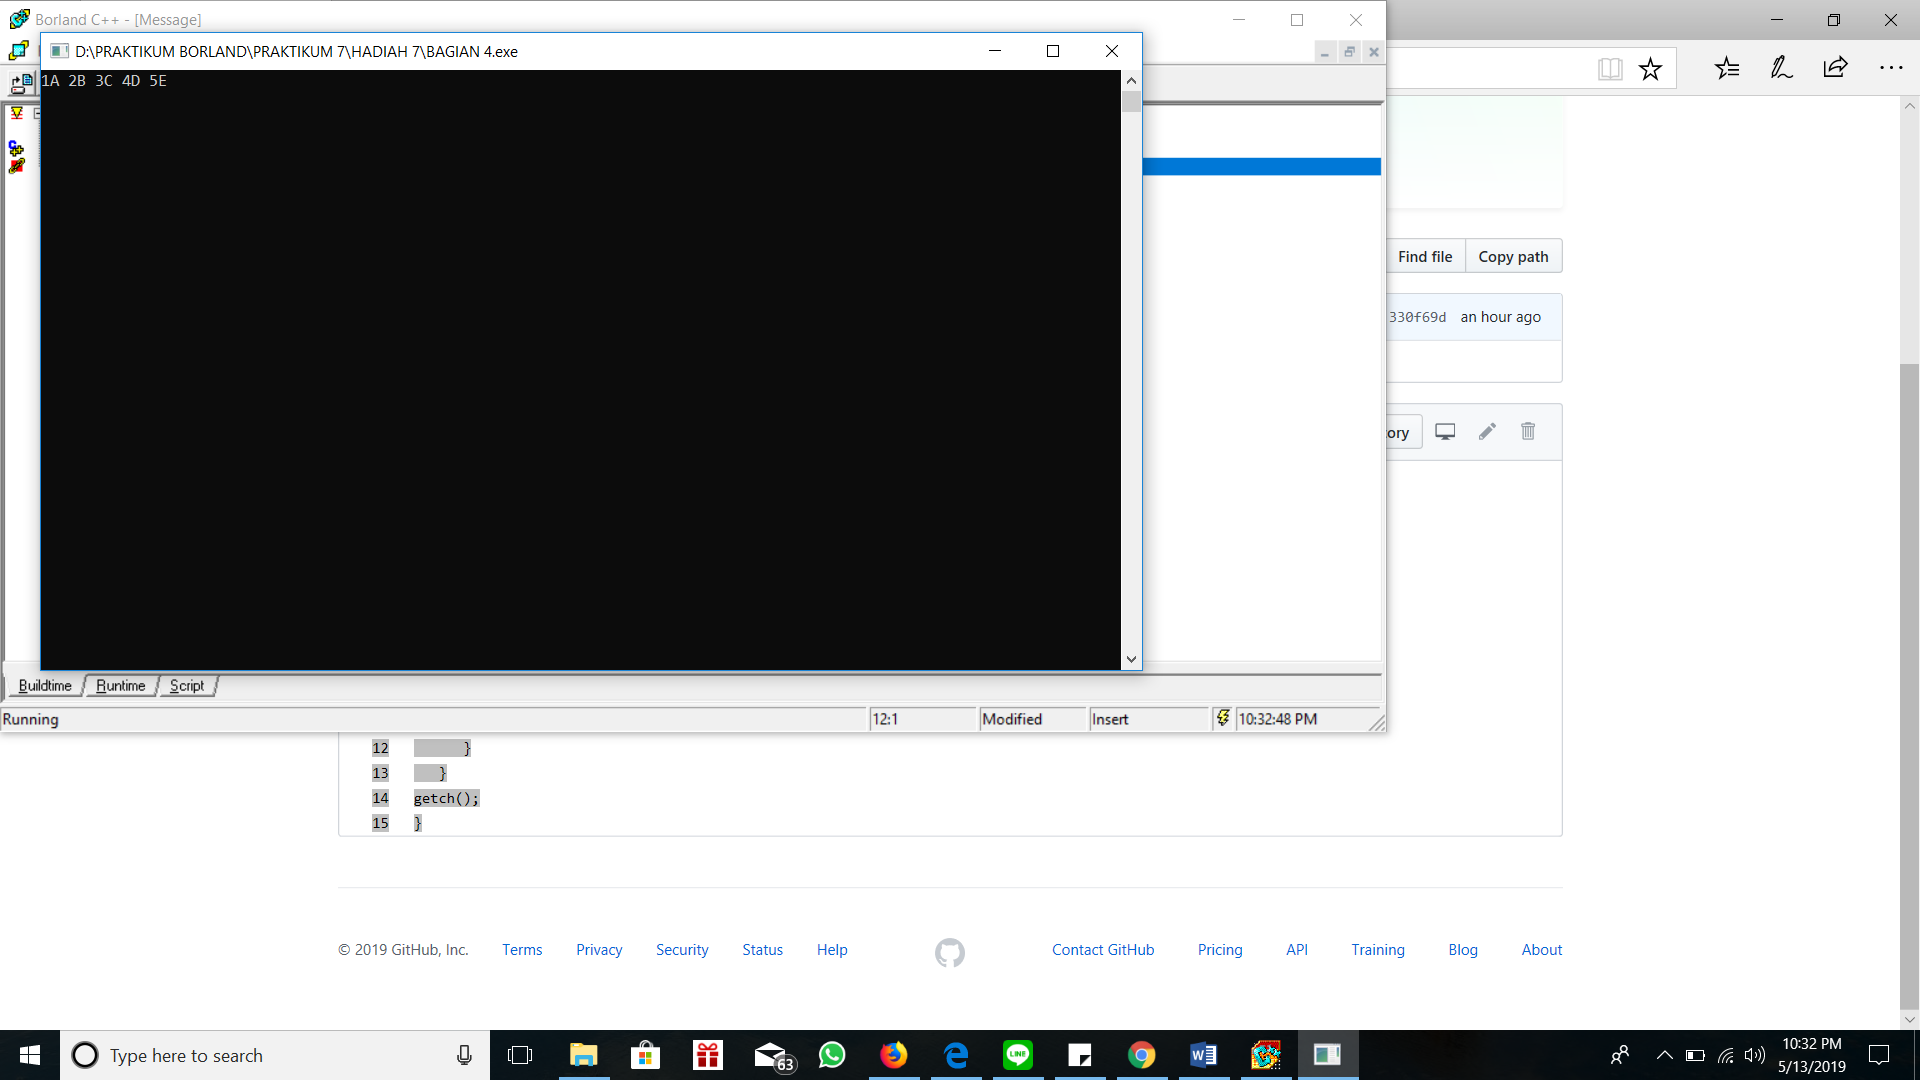 Borland C++ - [Message]
D:\PRAKTIKUM BORLAND\PRAKTIKUM 7\HADIAH 7\BAGIAN 4.exe
1A 2B 3C 4D 5E
Find file Copy path
330f69d an hour ago
ory
Buildtime Runtime Script
Running 12:1 Modified Insert 10:32:48 PM
12 }
13 }
14 getch();
15 }
© 2019 GitHub, Inc. Terms Privacy Security Status Help Contact GitHub Pricing API Training Blog About
Type here to search
63
LINE
10:32 PM
5/13/2019